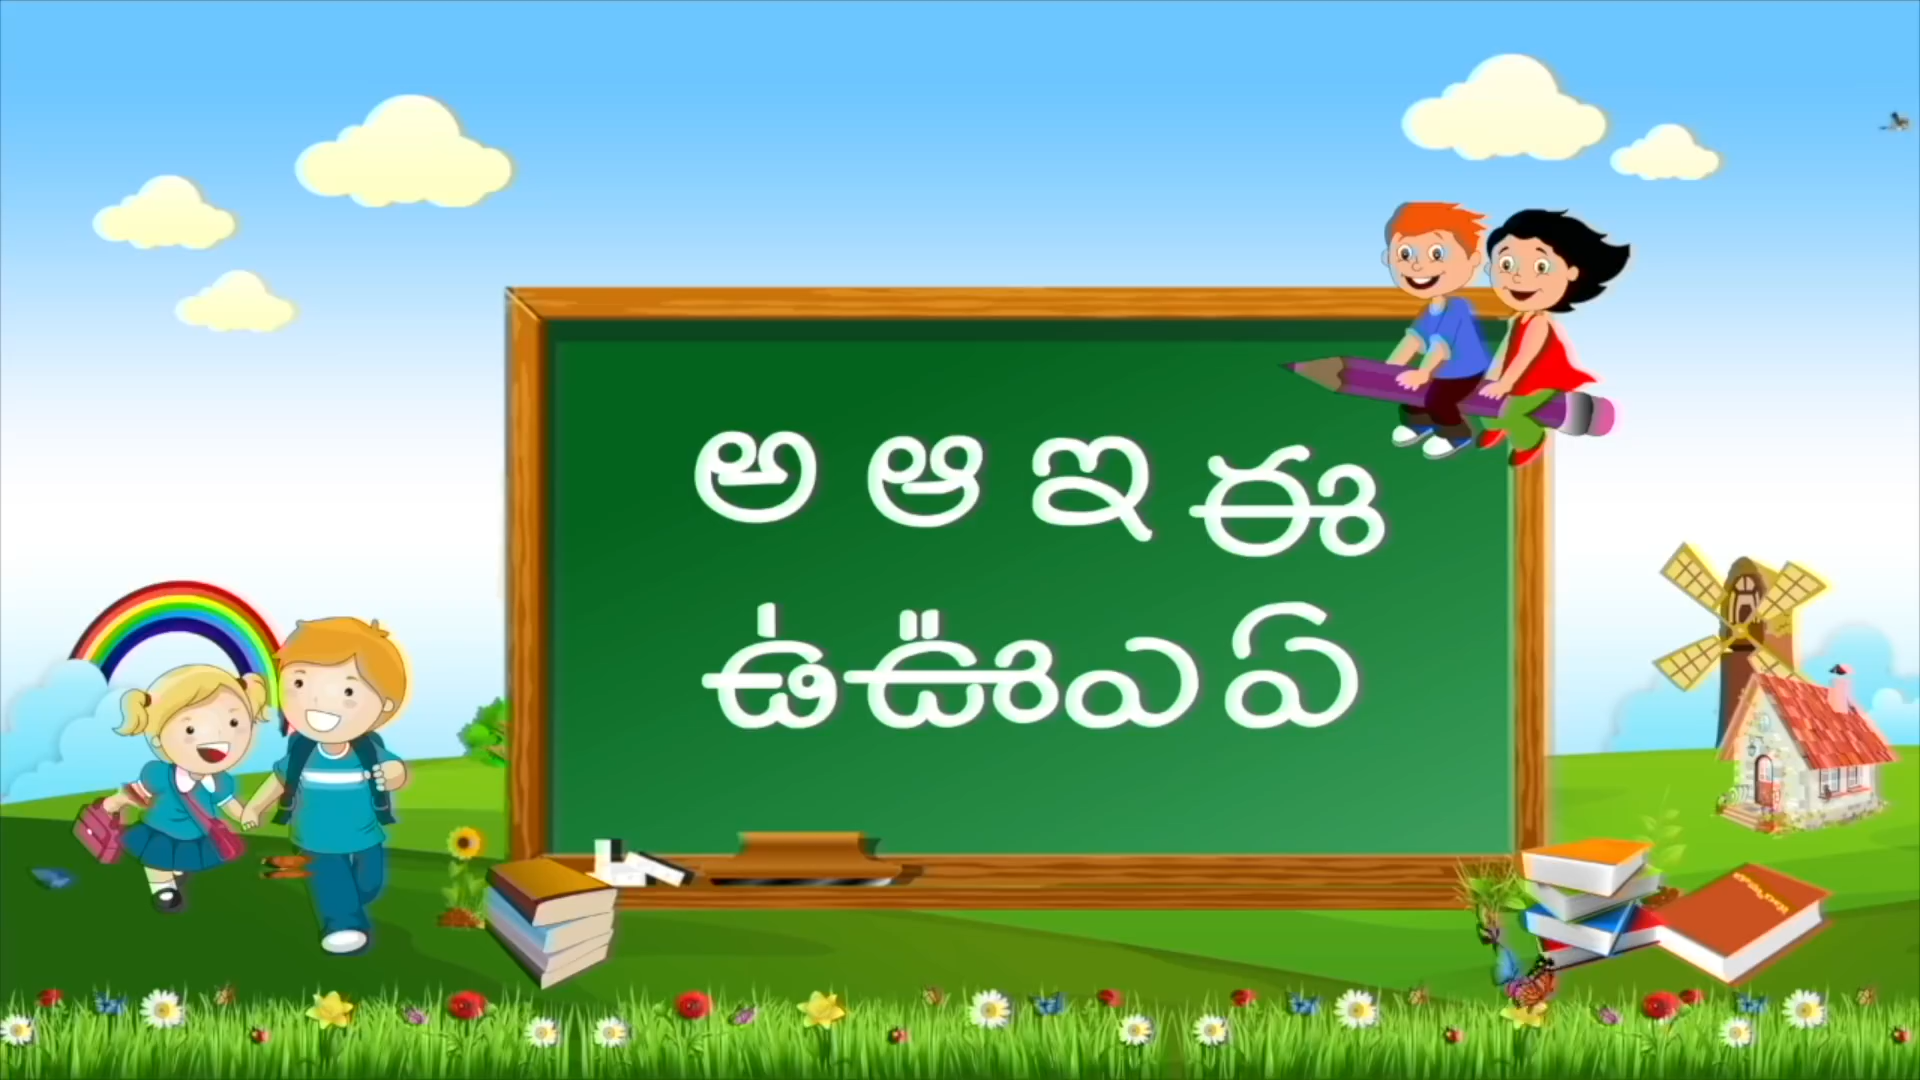 అ ఆ ఇ ఈ
ఉ ఊ ఎ ఏ